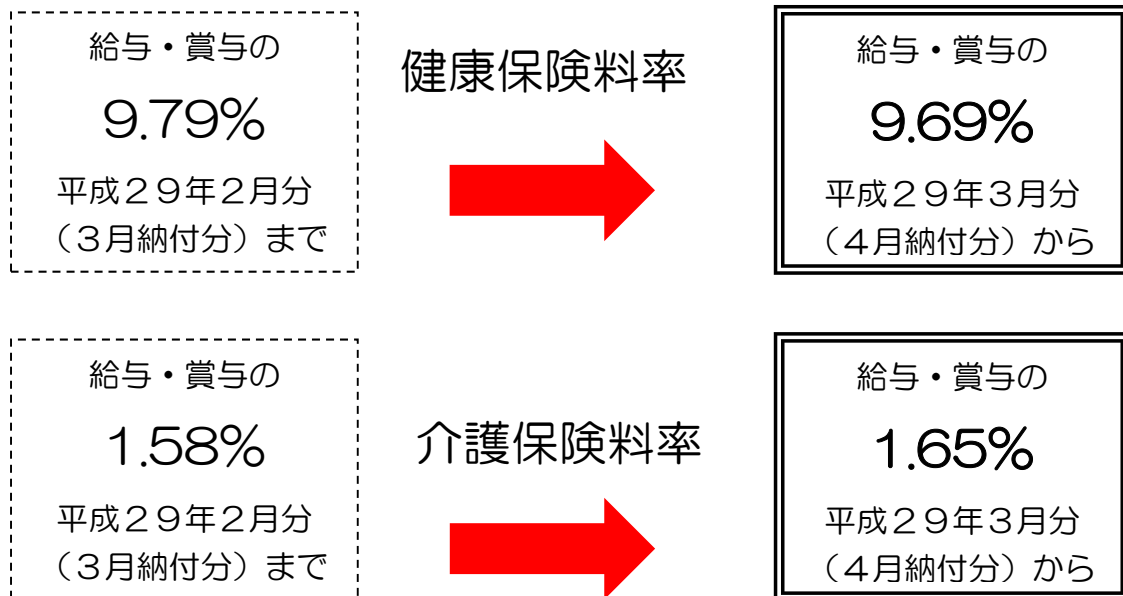 給与・賞与の
9.79%
平成２９年２月分
（３月納付分）まで
健康保険料率
給与・賞与の
9.69%
平成２９年３月分
（４月納付分）から
給与・賞与の
1.58%
平成２９年２月分
（３月納付分）まで
介護保険料率
給与・賞与の
1.65%
平成２９年３月分
（４月納付分）から